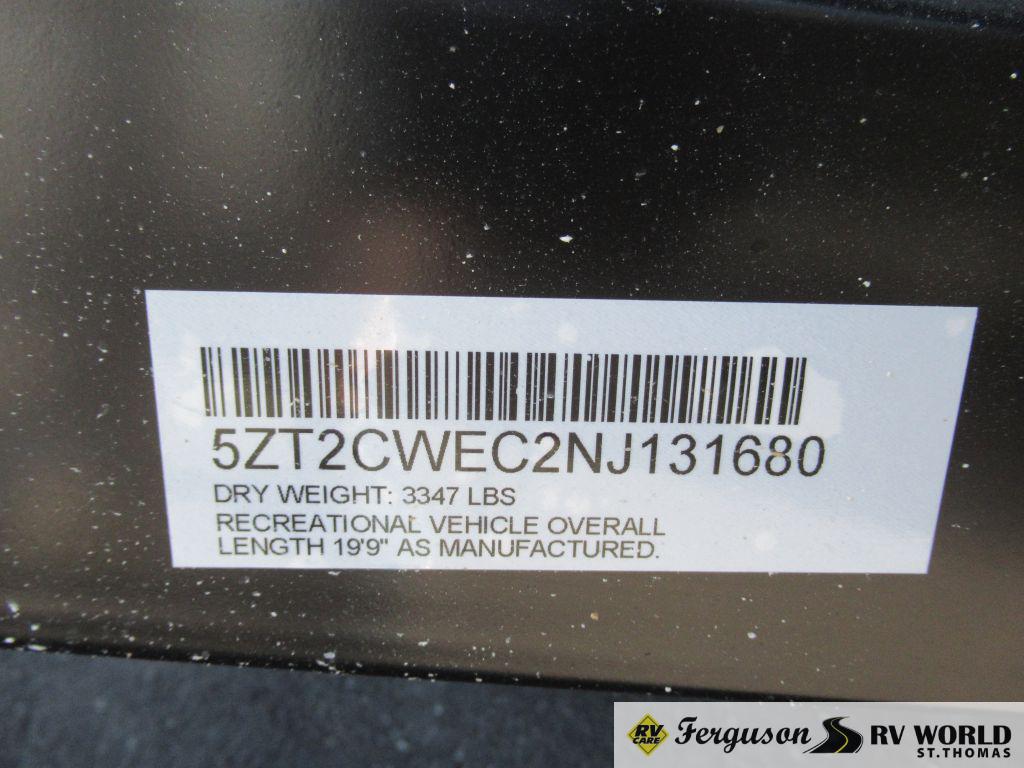 5ZT2CWEC2NJ131680
DRY WEIGHT: 3347 LBS
RECREATIONAL VEHICLE OVERALL
LENGTH 19'9" AS MANUFACTURED.
RV CARE Ferguson RV WORLD
ST.THOMAS